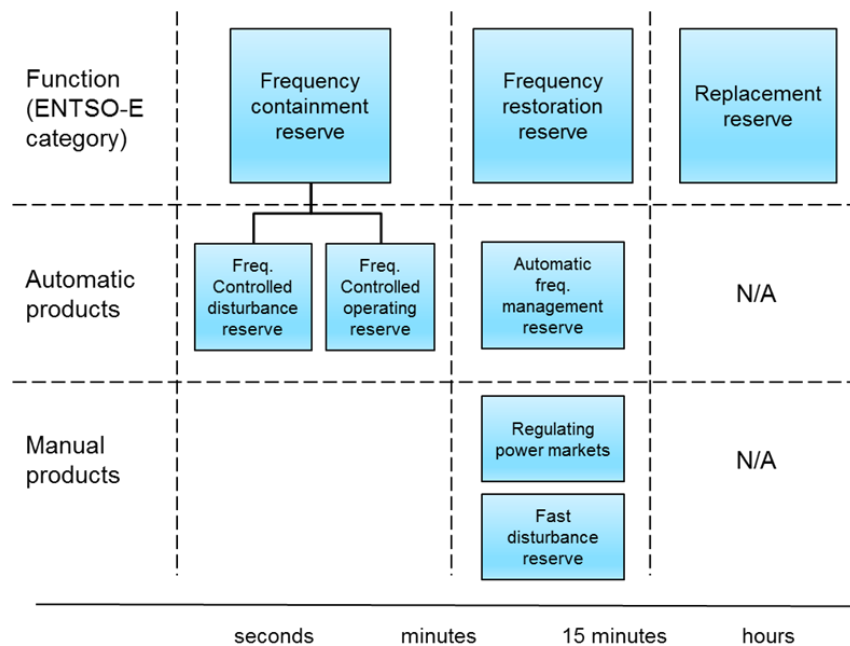 Function
(ENTSO-E
category)
Frequency
containment
reserve
Frequency
restoration
reserve
Replacement
reserve
Automatic
products
Freq.
Controlled
disturbance
reserve
Freq.
Controlled
operating
reserve
Automatic
freq.
management
reserve
N/A
Manual
products
Regulating
power markets
Fast
disturbance
reserve
N/A
seconds
minutes
15 minutes
hours